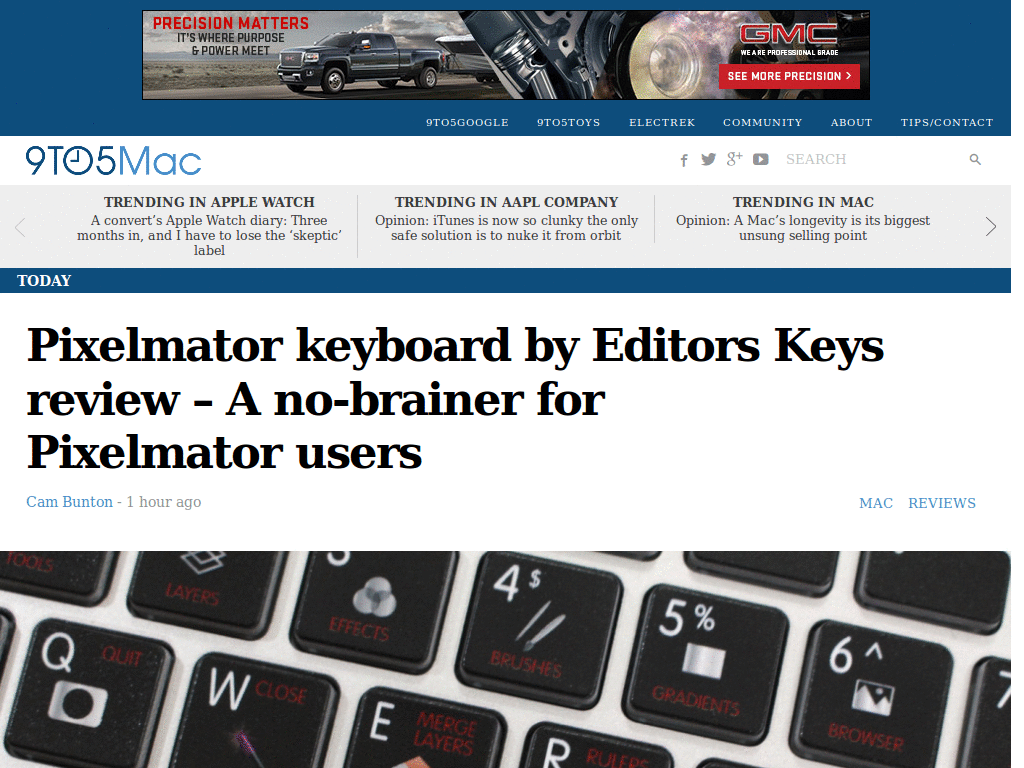 PRECISION MATTERS
IT'S WHERE PURPOSE
& POWER MEET
GMC
GMC
WE ARE PROFESSIONAL GRADE
SEE MORE PRECISION >
9TO5GOOGLE 9TO5TOYS ELECTREK COMMUNITY ABOUT TIPS/CONTACT
9TO5Mac
f g+ SEARCH
TRENDING IN APPLE WATCH
A convert's Apple Watch diary: Three
months in, and I have to lose the 'skeptic'
label
TRENDING IN AAPL COMPANY
Opinion: iTunes is now so clunky the only
safe solution is to nuke it from orbit
TRENDING IN MAC
Opinion: A Mac's longevity is its biggest
unsung selling point
TODAY
Pixelmator keyboard by Editors Keys
review – A no-brainer for
Pixelmator users
Cam Bunton - 1 hour ago
MAC REVIEWS
TOOLS
LAYERS
3
EFFECTS
4 $
BRUSHES
5 %
GRADIENTS
6 ^
BROWSER
7
Q QUIT
W CLOSE
E MERGE
LAYERS
R RULERS